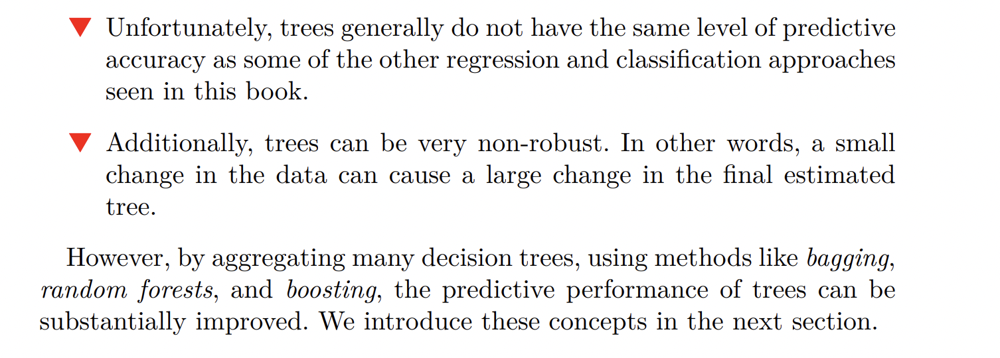 Unfortunately, trees generally do not have the same level of predictive
accuracy as some of the other regression and classification approaches
seen in this book.
Additionally, trees can be very non-robust. In other words, a small
change in the data can cause a large change in the final estimated
tree.
However, by aggregating many decision trees, using methods like bagging,
random forests, and boosting, the predictive performance of trees can be
substantially improved. We introduce these concepts in the next section.